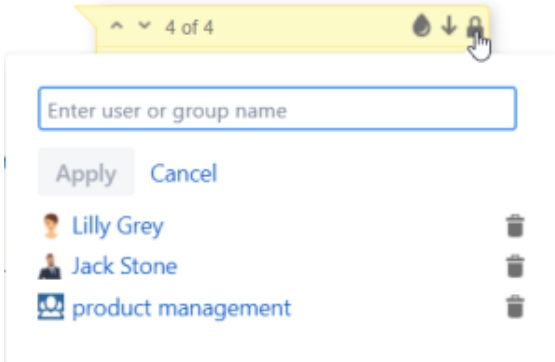 4 of 4
Enter user or group name
Apply Cancel
Lilly Grey
Jack Stone
product management